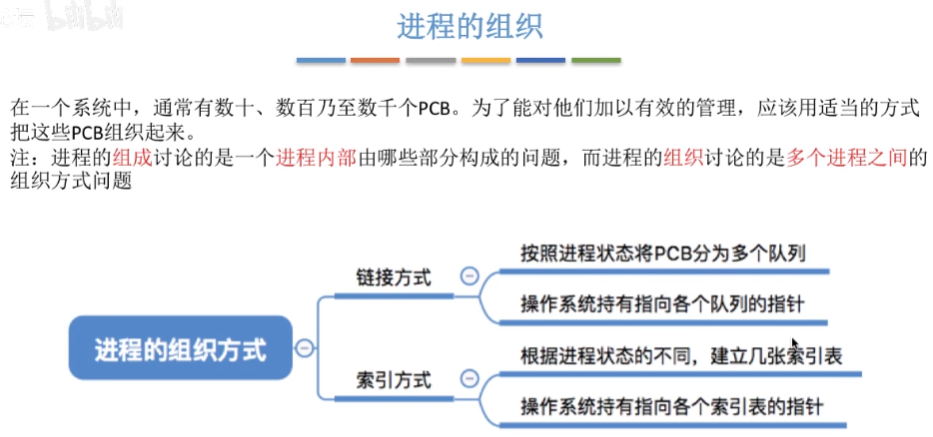 bilibili
进程的组织
在一个系统中，通常有数十、数百乃至数千个PCB。为了能对他们加以有效的管理，应该用适当的方式
把这些PCB组织起来。
注：进程的组成讨论的是一个进程内部由哪些部分构成的问题，而进程的组织讨论的是多个进程之间的
组织方式问题
进程的组织方式
链接方式
按照进程状态将PCB分为多个队列
操作系统持有指向各个队列的指针
索引方式
根据进程状态的不同，建立几张索引表
操作系统持有指向各个索引表的指针